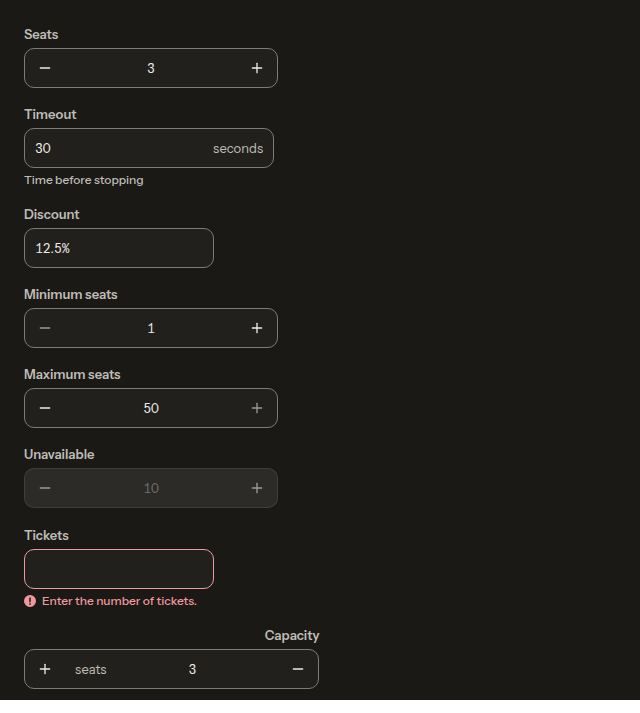 Seats
− 3 +
Timeout
30 seconds
Time before stopping
Discount
12.5%
Minimum seats
− 1 +
Maximum seats
− 50 +
Unavailable
− 10 +
Tickets
Enter the number of tickets.
Capacity
+ seats 3 −